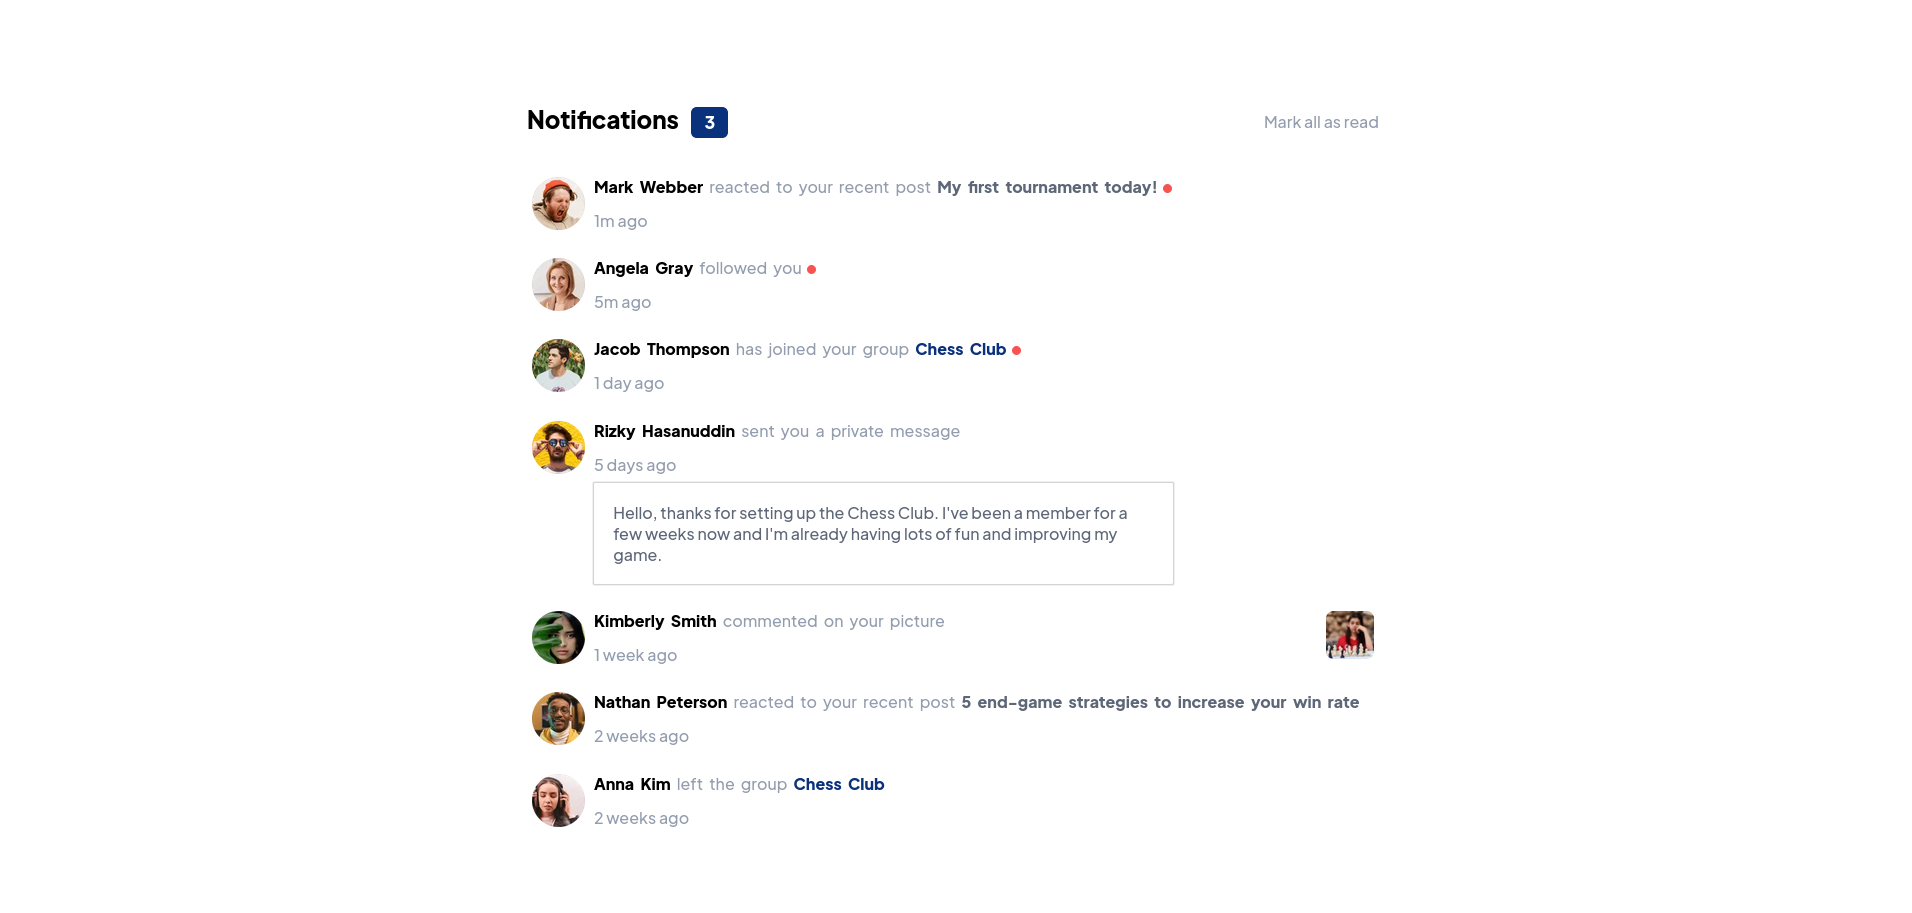 Notifications 3 Mark all as read
Mark Webber reacted to your recent post My first tournament today!
1m ago
Angela Gray followed you
5m ago
Jacob Thompson has joined your group Chess Club
1 day ago
Rizky Hasanuddin sent you a private message
5 days ago
Hello, thanks for setting up the Chess Club. I've been a member for a
few weeks now and I'm already having lots of fun and improving my
game.
Kimberly Smith commented on your picture
1 week ago
Nathan Peterson reacted to your recent post 5 end-game strategies to increase your win rate
2 weeks ago
Anna Kim left the group Chess Club
2 weeks ago